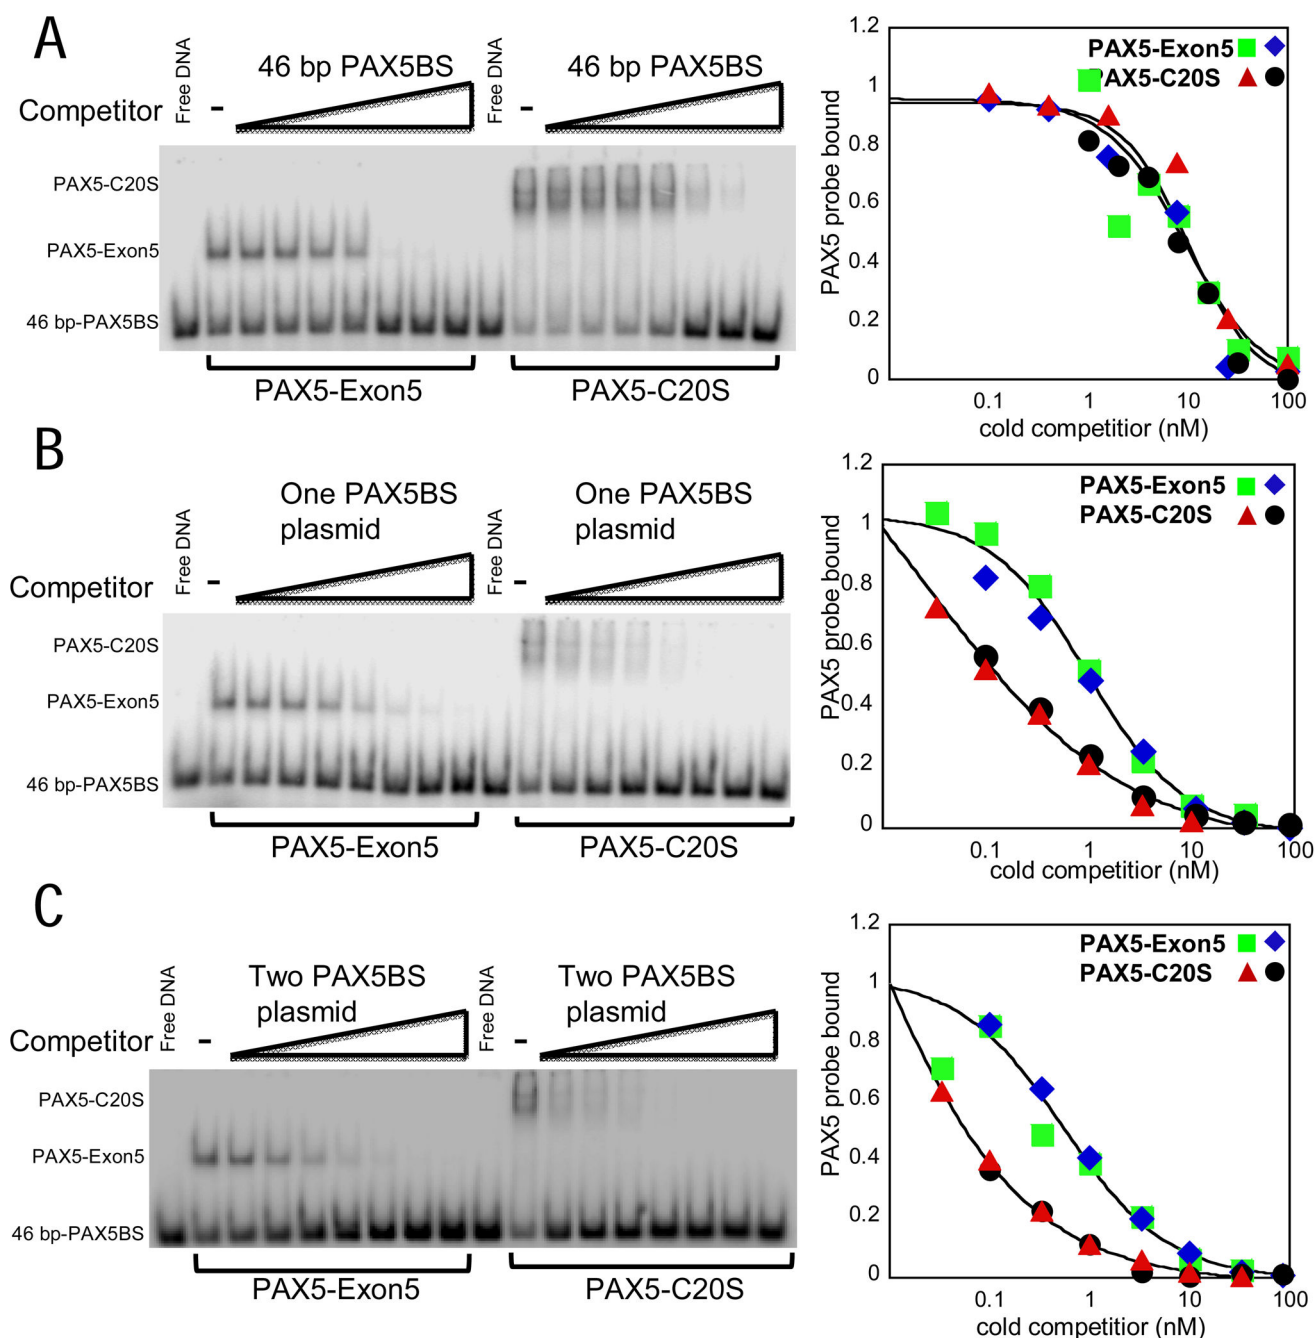 A
Free DNA
46 bp PAX5BS
Free DNA
46 bp PAX5BS
Competitor
-
-
PAX5-C20S
PAX5-Exon5
46 bp-PAX5BS
PAX5-Exon5
PAX5-C20S
PAX5-Exon5
PAX5-C20S
PAX5 probe bound
1.2
1
0.8
0.6
0.4
0.2
0
0.1
1
10
100
cold competitior (nM)
B
Free DNA
One PAX5BS
plasmid
Free DNA
One PAX5BS
plasmid
Competitor
-
-
PAX5-C20S
PAX5-Exon5
46 bp-PAX5BS
PAX5-Exon5
PAX5-C20S
PAX5-Exon5
PAX5-C20S
PAX5 probe bound
1.2
1
0.8
0.6
0.4
0.2
0
0.1
1
10
100
cold competitior (nM)
C
Free DNA
Two PAX5BS
plasmid
Free DNA
Two PAX5BS
plasmid
Competitor
-
-
PAX5-C20S
PAX5-Exon5
46 bp-PAX5BS
PAX5-Exon5
PAX5-C20S
PAX5-Exon5
PAX5-C20S
PAX5 probe bound
1.2
1
0.8
0.6
0.4
0.2
0
0.1
1
10
100
cold competitior (nM)